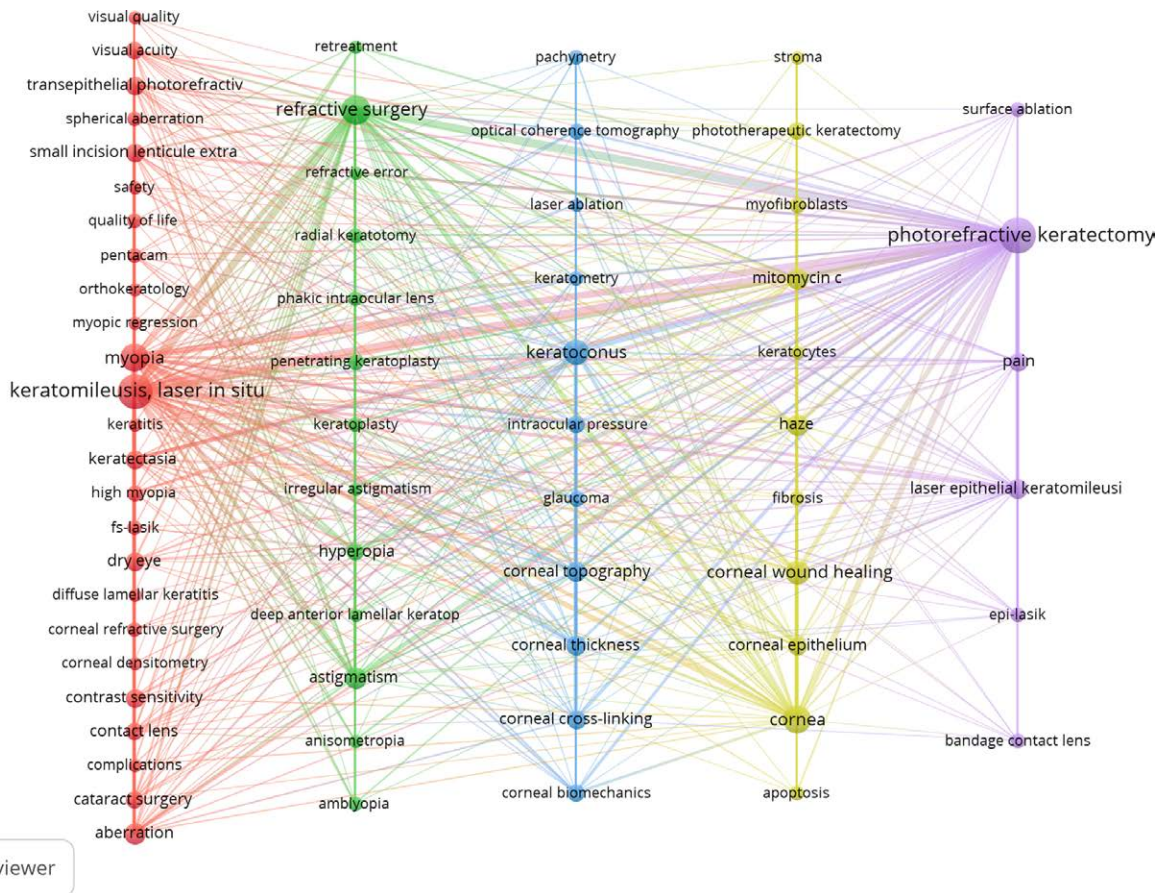 visual quality
visual acuity
transepithelial photorefractiv
spherical aberration
small incision lenticule extra
safety
quality of life
pentacam
orthokeratology
myopic regression
myopia
keratomileusis, laser in situ
keratitis
keratectasia
high myopia
fs-lasik
dry eye
diffuse lamellar keratitis
corneal refractive surgery
corneal densitometry
contrast sensitivity
contact lens
complications
cataract surgery
aberration
retreatment
refractive surgery
refractive error
radial keratotomy
phakic intraocular lens
penetrating keratoplasty
keratoplasty
irregular astigmatism
hyperopia
deep anterior lamellar keratop
astigmatism
anisometropia
amblyopia
pachymetry
optical coherence tomography
laser ablation
keratometry
keratoconus
intraocular pressure
glaucoma
corneal topography
corneal thickness
corneal cross-linking
corneal biomechanics
stroma
phototherapeutic keratectomy
myofibroblasts
mitomycin c
keratocytes
haze
fibrosis
corneal wound healing
corneal epithelium
cornea
apoptosis
surface ablation
photorefractive keratectomy
pain
laser epithelial keratomileusi
epi-lasik
bandage contact lens
viewer